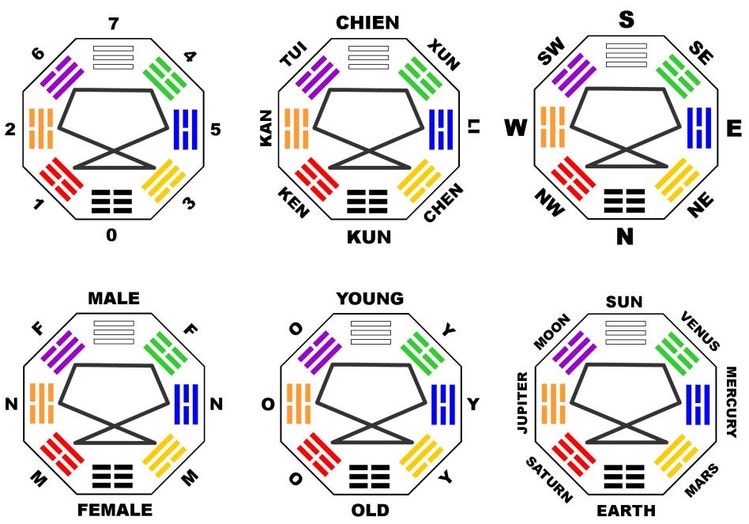 7
6
4
2
5
1
3
0
CHIEN
TUI
XUN
KAN
LI
KEN
CHEN
KUN
S
SW
SE
W
E
NW
NE
N
MALE
F
F
N
N
M
M
FEMALE
YOUNG
O
Y
O
Y
O
Y
OLD
SUN
MOON
VENUS
JUPITER
MERCURY
SATURN
MARS
EARTH